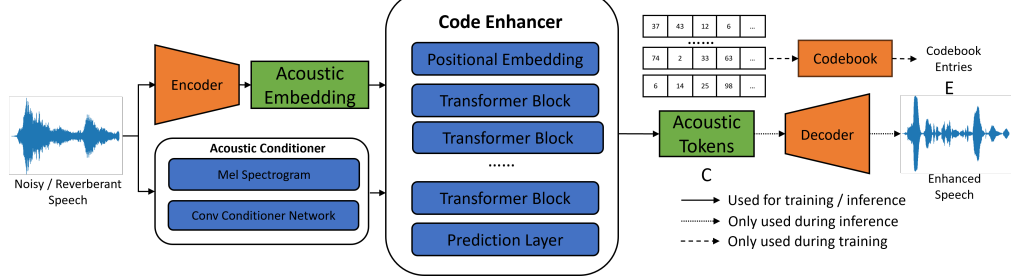 Noisy / Reverberant
Speech
Encoder
Acoustic
Embedding
Acoustic Conditioner
Mel Spectrogram
Conv Conditioner Network
Code Enhancer
Positional Embedding
Transformer Block
Transformer Block
......
Transformer Block
Prediction Layer
37 43 12 6 ...
......
74 2 33 63 ...
6 14 25 98 ...
Codebook
Codebook
Entries
E
Acoustic
Tokens
C
Decoder
Enhanced
Speech
Used for training / inference
Only used during inference
Only used during training